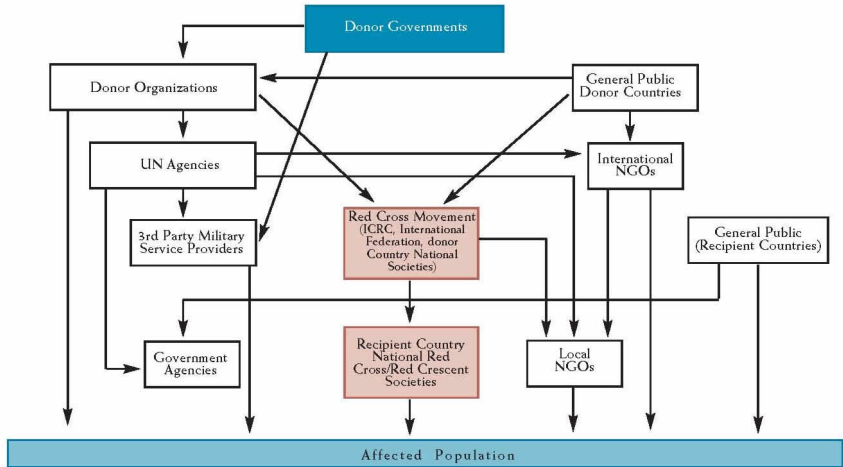 Donor Governments
Donor Organizations
General Public
Donor Countries
UN Agencies
International
NGOs
3rd Party Military
Service Providers
Red Cross Movement
(ICRC, International
Federation, donor
Country National
Societies)
General Public
(Recipient Countries)
Government
Agencies
Recipient Country
National Red
Cross/Red Crescent
Societies
Local
NGOs
Affected Population